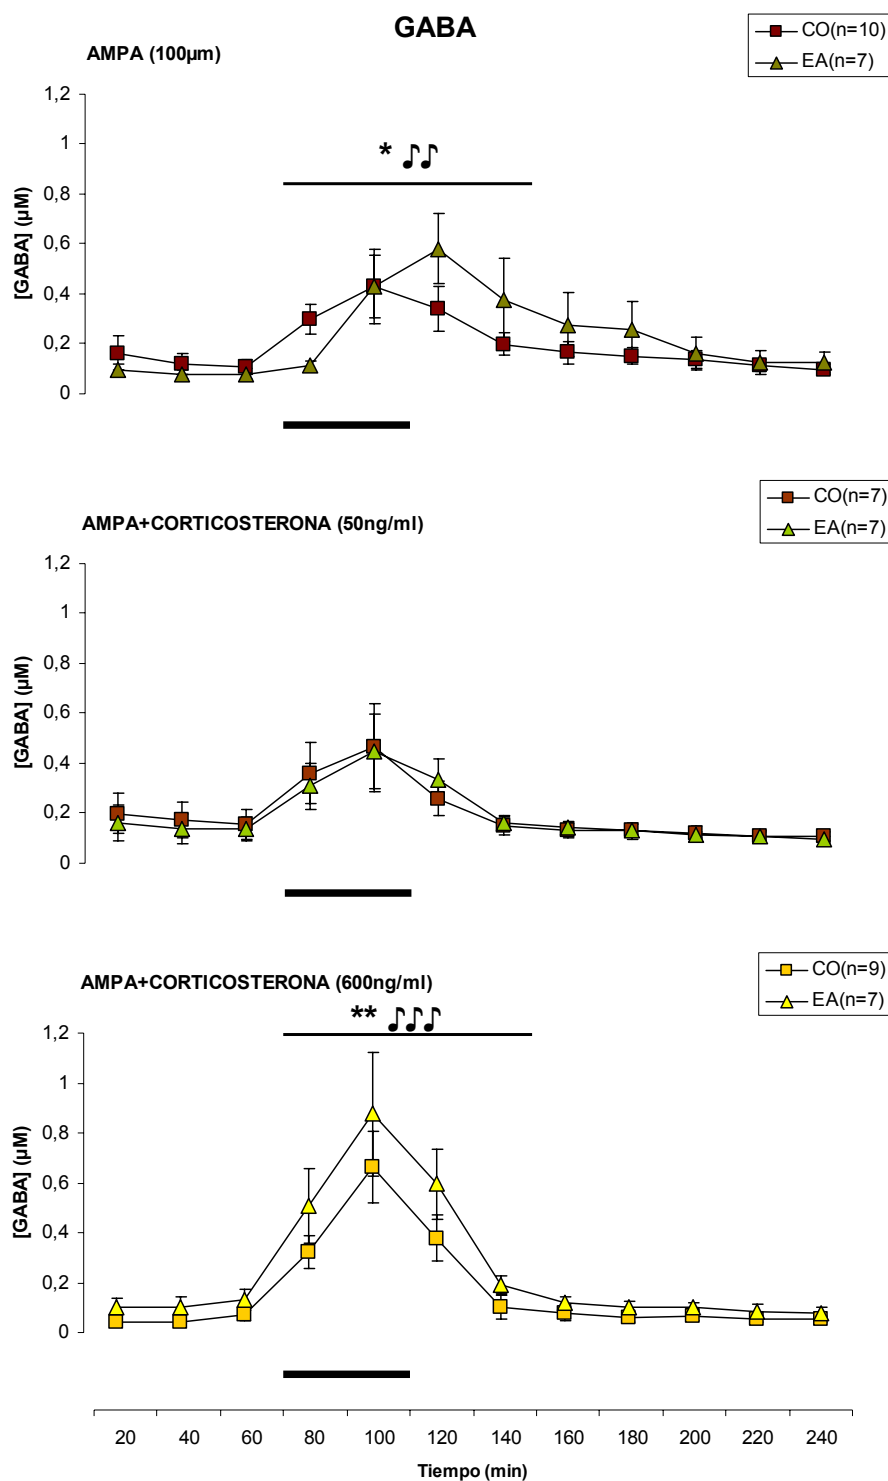 GABA
AMPA (100µm)
CO(n=10)
EA(n=7)
1,2
1
0,8
0,6
0,4
0,2
0
[GABA] (µM)
* ♪♪
AMPA+CORTICOSTERONA (50ng/ml)
CO(n=7)
EA(n=7)
1,2
1
0,8
0,6
0,4
0,2
0
[GABA] (µM)
AMPA+CORTICOSTERONA (600ng/ml)
CO(n=9)
EA(n=7)
** ♪♪♪
1,2
1
0,8
0,6
0,4
0,2
0
[GABA] (µM)
20 40 60 80 100 120 140 160 180 200 220 240
Tiempo (min)